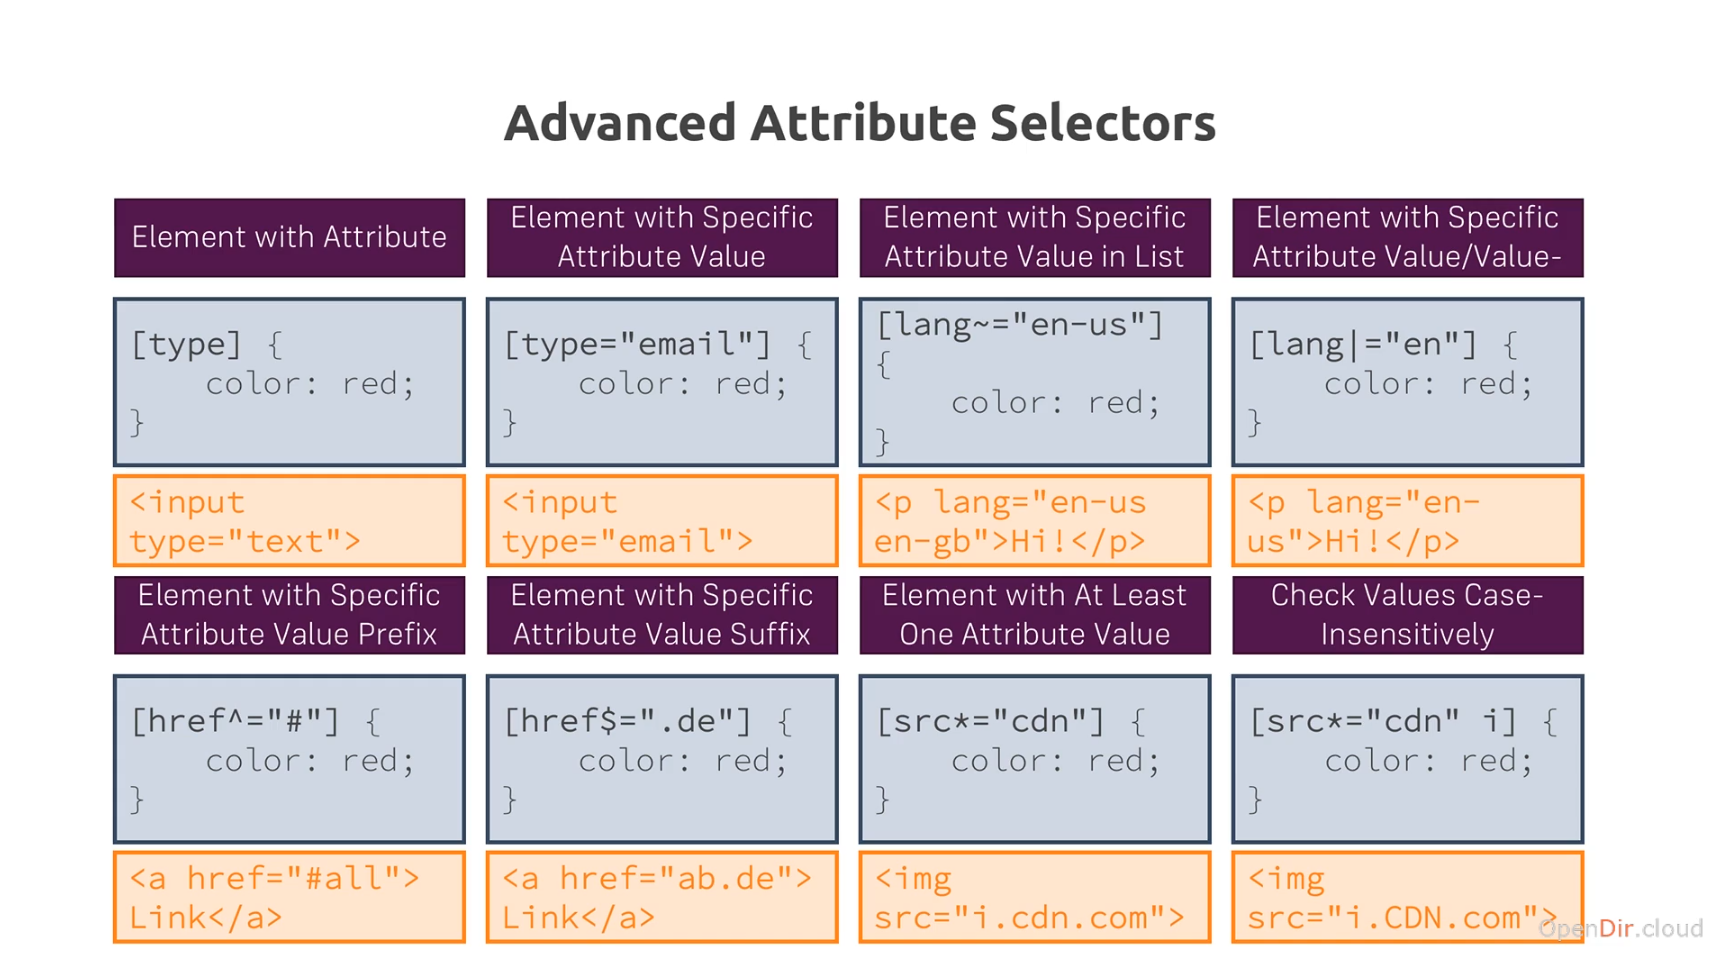 Advanced Attribute Selectors
Element with Attribute
[type] {
color: red;
}
<input
type="text">
Element with Specific
Attribute Value
[type="email"] {
color: red;
}
<input
type="email">
Element with Specific
Attribute Value in List
[lang~="en-us"]
{
color: red;
}
<p lang="en-us
en-gb">Hi!</p>
Element with Specific
Attribute Value/Value-
[lang|="en"] {
color: red;
}
<p lang="en-
us">Hi!</p>
Element with Specific
Attribute Value Prefix
[href^="#"] {
color: red;
}
<a href="#all">
Link</a>
Element with Specific
Attribute Value Suffix
[href$=".de"] {
color: red;
}
<a href="ab.de">
Link</a>
Element with At Least
One Attribute Value
[src*="cdn"] {
color: red;
}
<img
src="i.cdn.com">
Check Values Case-
Insensitively
[src*="cdn" i] {
color: red;
}
<img
src="i.CDN.com">
OpenDir.cloud